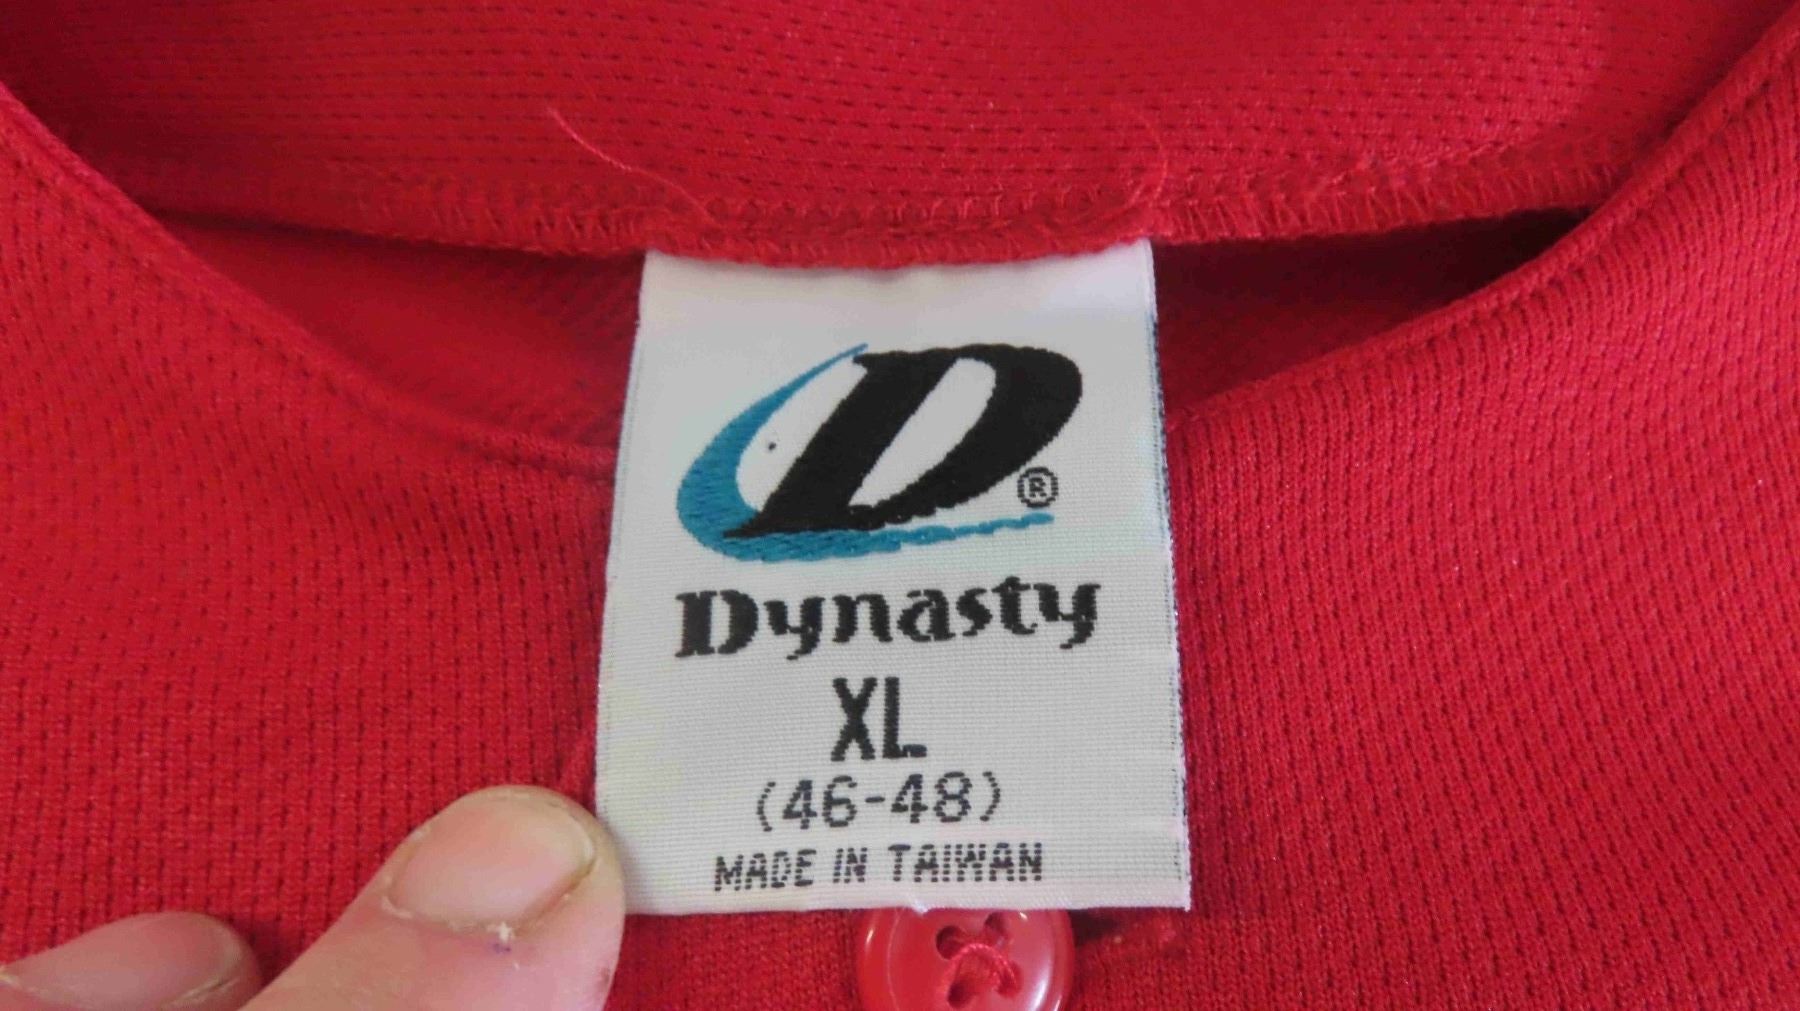 D®
Dynasty
XL
(46-48)
MADE IN TAIWAN